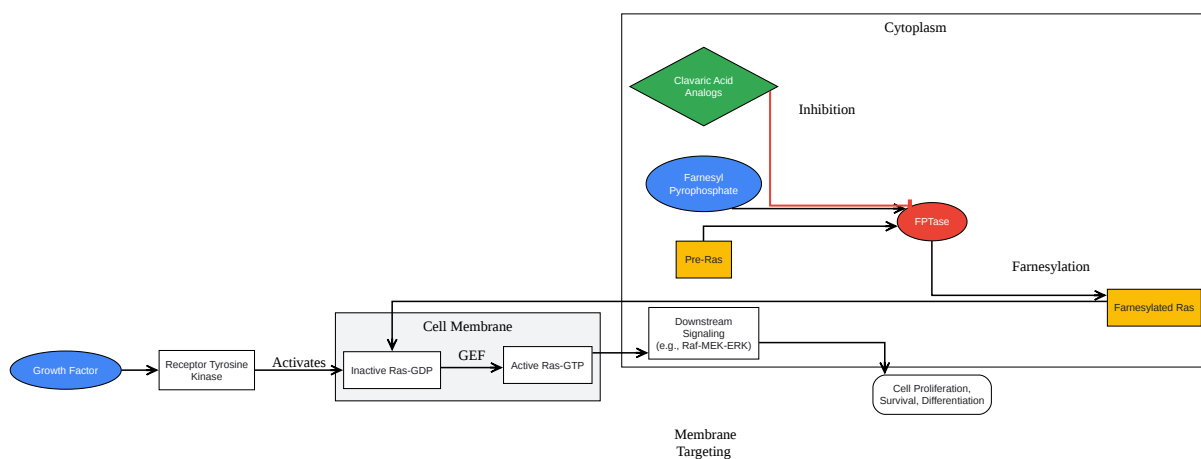 Cytoplasm
Clavaric Acid
Analogs
Inhibition
Farnesyl
Pyrophosphate
FPTase
Pre-Ras
Farnesylation
Farnesylated Ras
Cell Membrane
Downstream
Signaling
(e.g., Raf-MEK-ERK)
Growth Factor
Receptor Tyrosine
Kinase
Activates
Inactive Ras-GDP
GEF
Active Ras-GTP
Cell Proliferation,
Survival, Differentiation
Membrane
Targeting